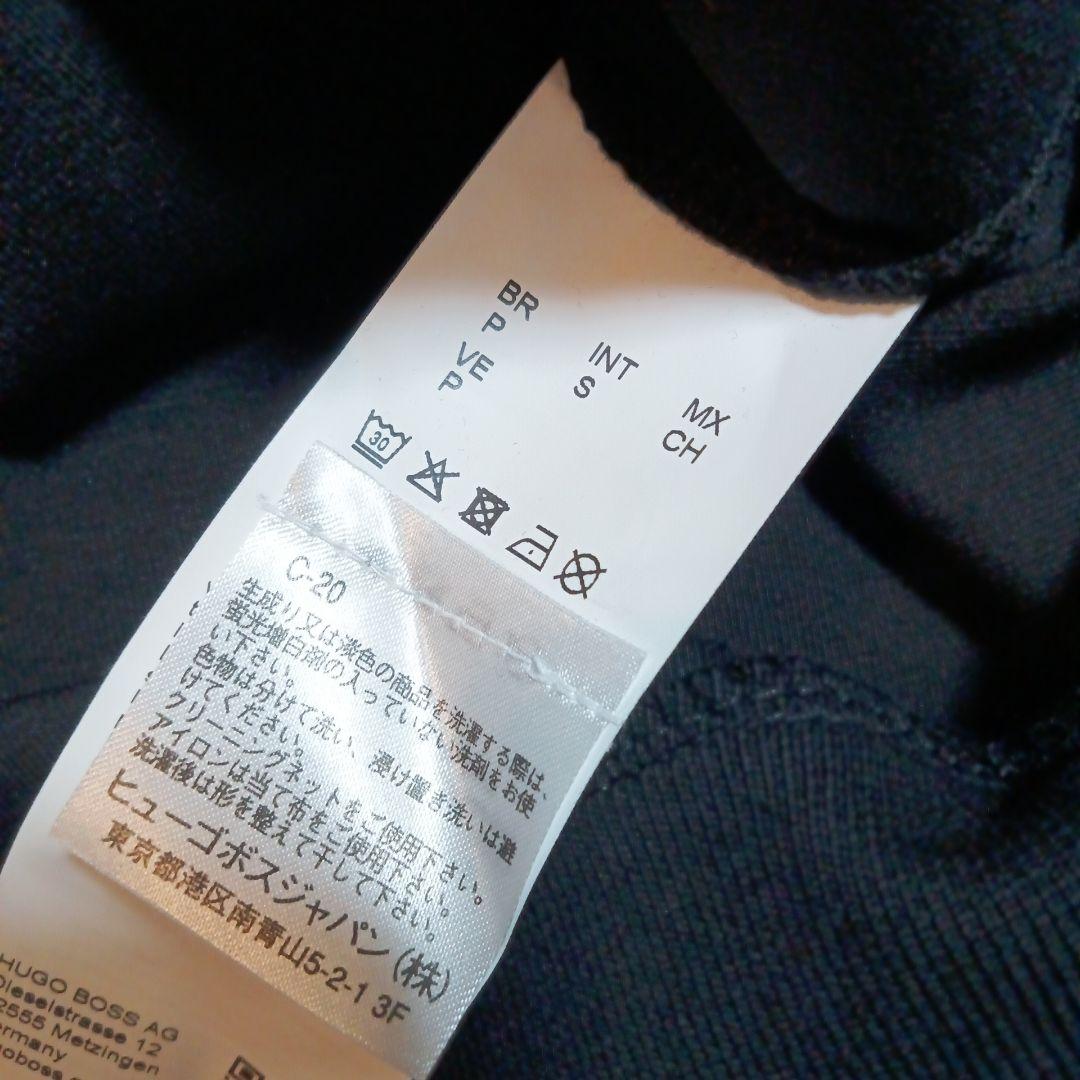 BR
P
VE
P
INT
S
MX
CH
30
C-20
生成り又は淡色の商品を洗濯する際は、
蛍光増白剤の入っていない洗剤をお使
い下さい。
色物は分けて洗い、浸け置き洗いは避
けてください。
クリーニングネットをご使用下さい。
アイロンは当て布をご使用下さい。
洗濯後は形を整えて干して下さい。
ヒューゴボスジャパン(株)
東京都港区南青山5-2-1 3F
HUGO BOSS AG
Dieselstrasse 12
2555 Metzingen
ermany
goboss.